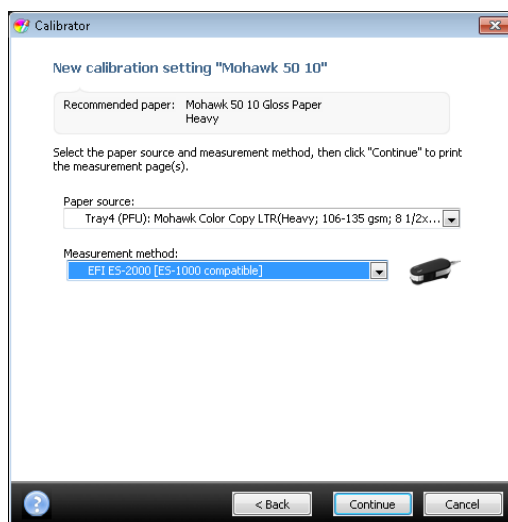 Calibrator
New calibration setting "Mohawk 50 10"
Recommended paper: Mohawk 50 10 Gloss Paper
Heavy
Select the paper source and measurement method, then click "Continue" to print
the measurement page(s).
Paper source:
Tray4 (PFU): Mohawk Color Copy LTR(Heavy; 106-135 gsm; 8 1/2x...
Measurement method:
EFI ES-2000 [ES-1000 compatible]
?
< Back Continue Cancel